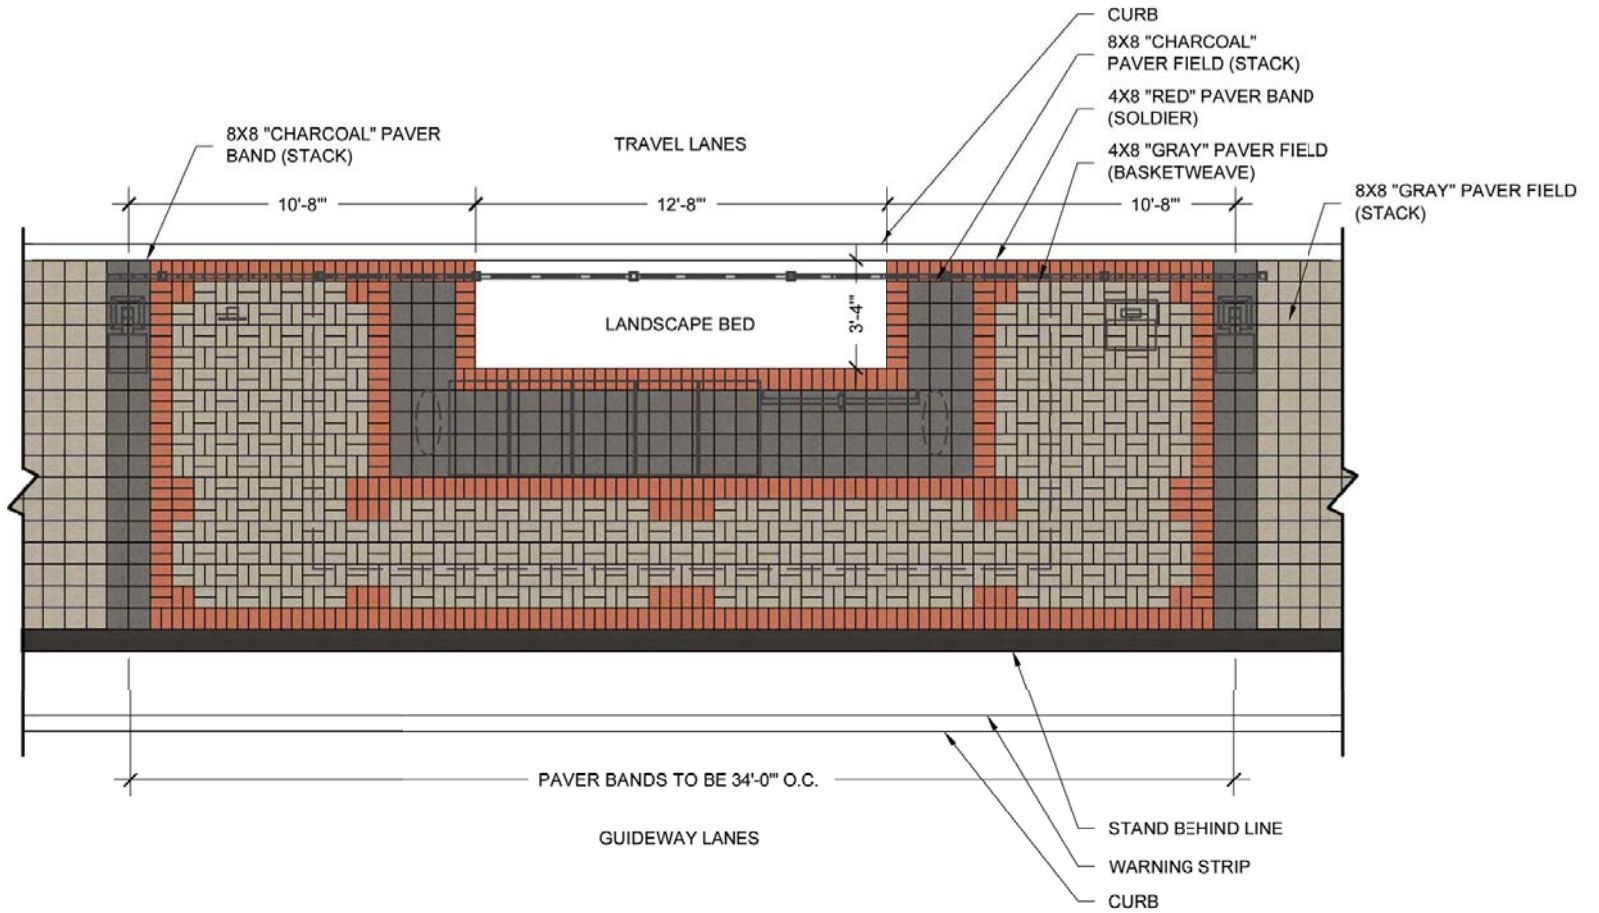 CURB
8X8 "CHARCOAL"
PAVER FIELD (STACK)
4X8 "RED" PAVER BAND
(SOLDIER)
4X8 "GRAY" PAVER FIELD
(BASKETWEAVE)
8X8 "GRAY" PAVER FIELD
(STACK)
8X8 "CHARCOAL" PAVER
BAND (STACK)
TRAVEL LANES
10'-8'" 12'-8'" 10'-8'"
LANDSCAPE BED
3'-4'"
PAVER BANDS TO BE 34'-0'" O.C.
GUIDEWAY LANES
STAND BEHIND LINE
WARNING STRIP
CURB